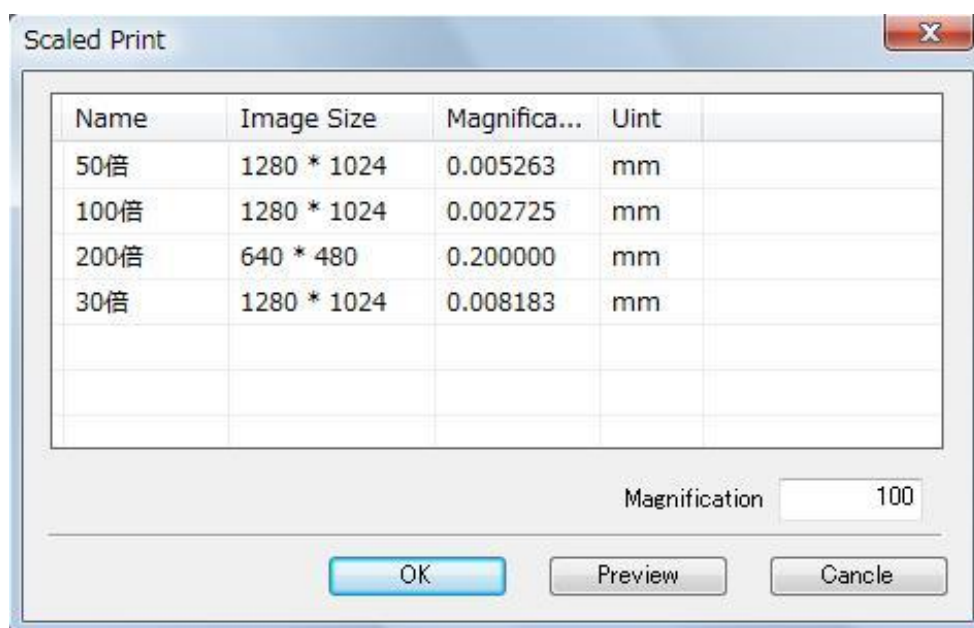 Scaled Print
Name Image Size Magnifica... Uint
50倍 1280 * 1024 0.005263 mm
100倍 1280 * 1024 0.002725 mm
200倍 640 * 480 0.200000 mm
30倍 1280 * 1024 0.008183 mm
Magnification 100
OK Preview Cancle